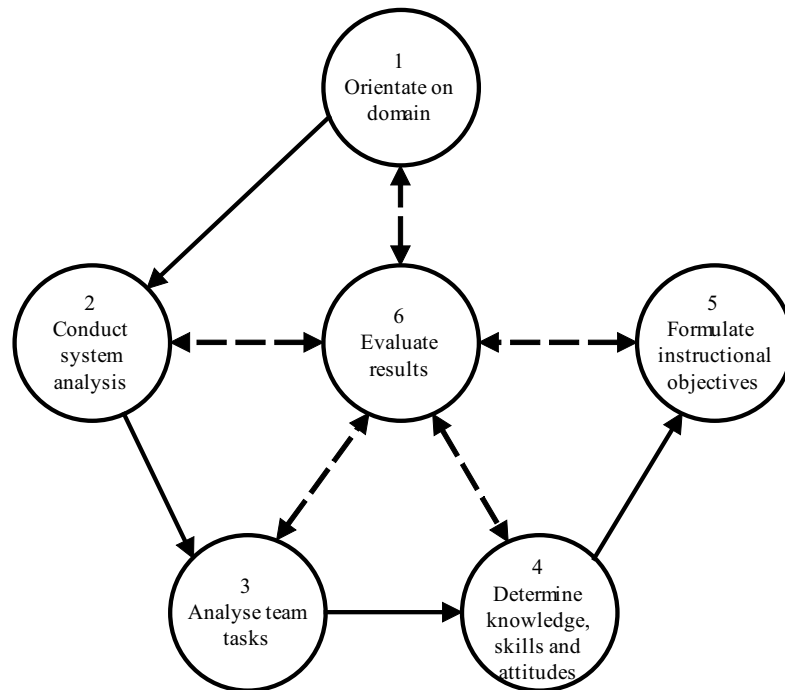 1
Orientate on
domain
2
Conduct
system
analysis
6
Evaluate
results
5
Formulate
instructional
objectives
3
Analyse team
tasks
4
Determine
knowledge,
skills and
attitudes